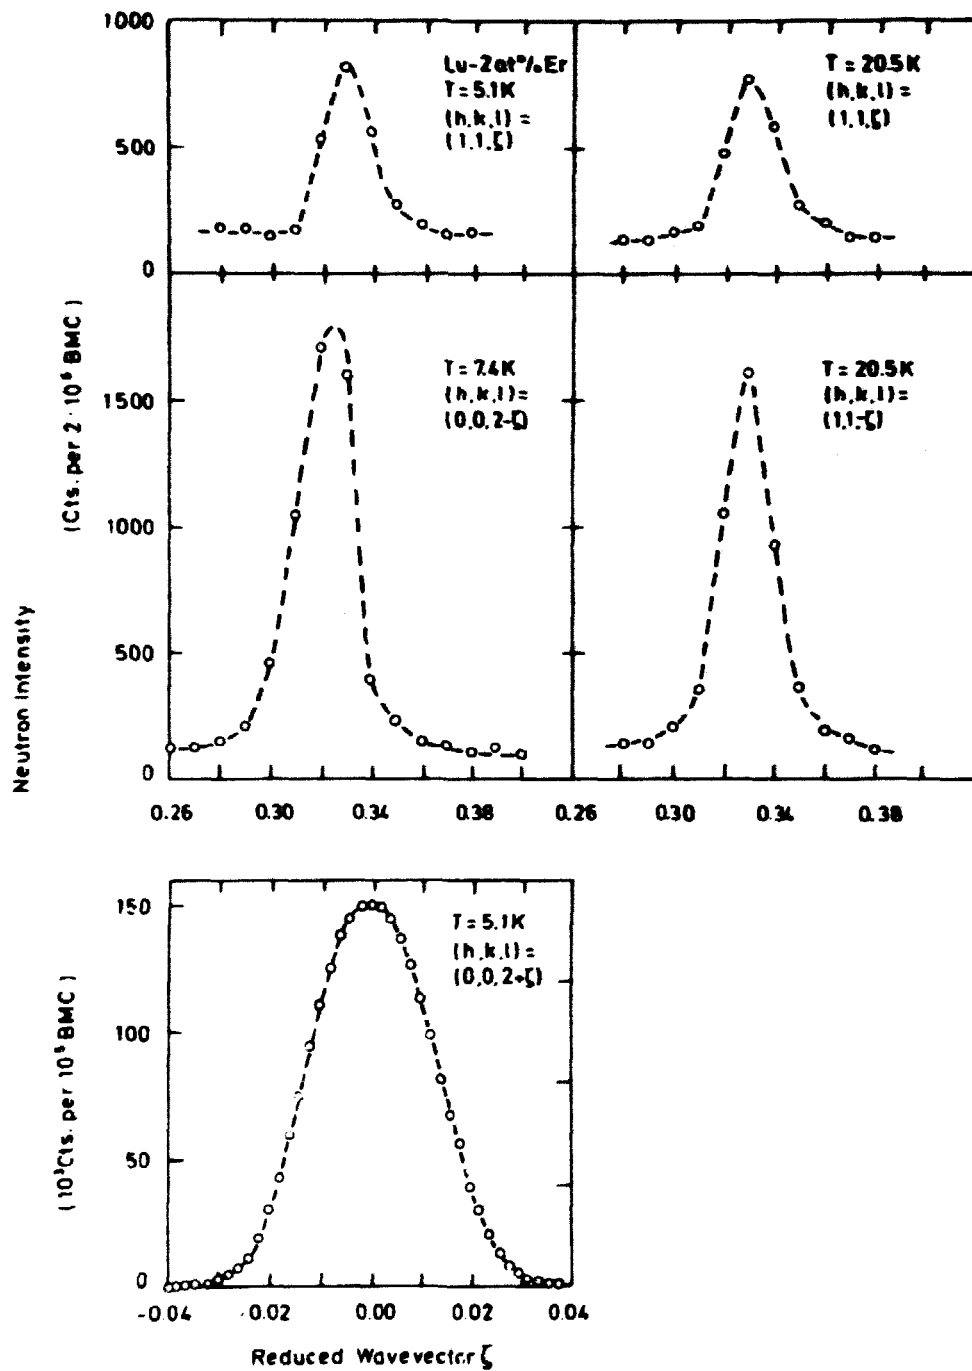 1000
500
0
Lu-2at%Er
T = 5.1K
(h,k,l) =
(1,1,ζ)
T = 20.5K
(h,k,l) =
(1,1,ζ)
Neutron Intensity
(Cts. per 2·10⁶ BMC)
1500
1000
500
0
T = 7.4K
(h,k,l) =
(0,0,2-ζ)
T = 20.5K
(h,k,l) =
(1,1-ζ)
0.26 0.30 0.34 0.38 0.26 0.30 0.34 0.38
(10³Cts. per 10⁵ BMC)
150
100
50
0
T = 5.1K
(h,k,l) =
(0,0,2+ζ)
-0.04 -0.02 0.00 0.02 0.04
Reduced Wavevector ζ